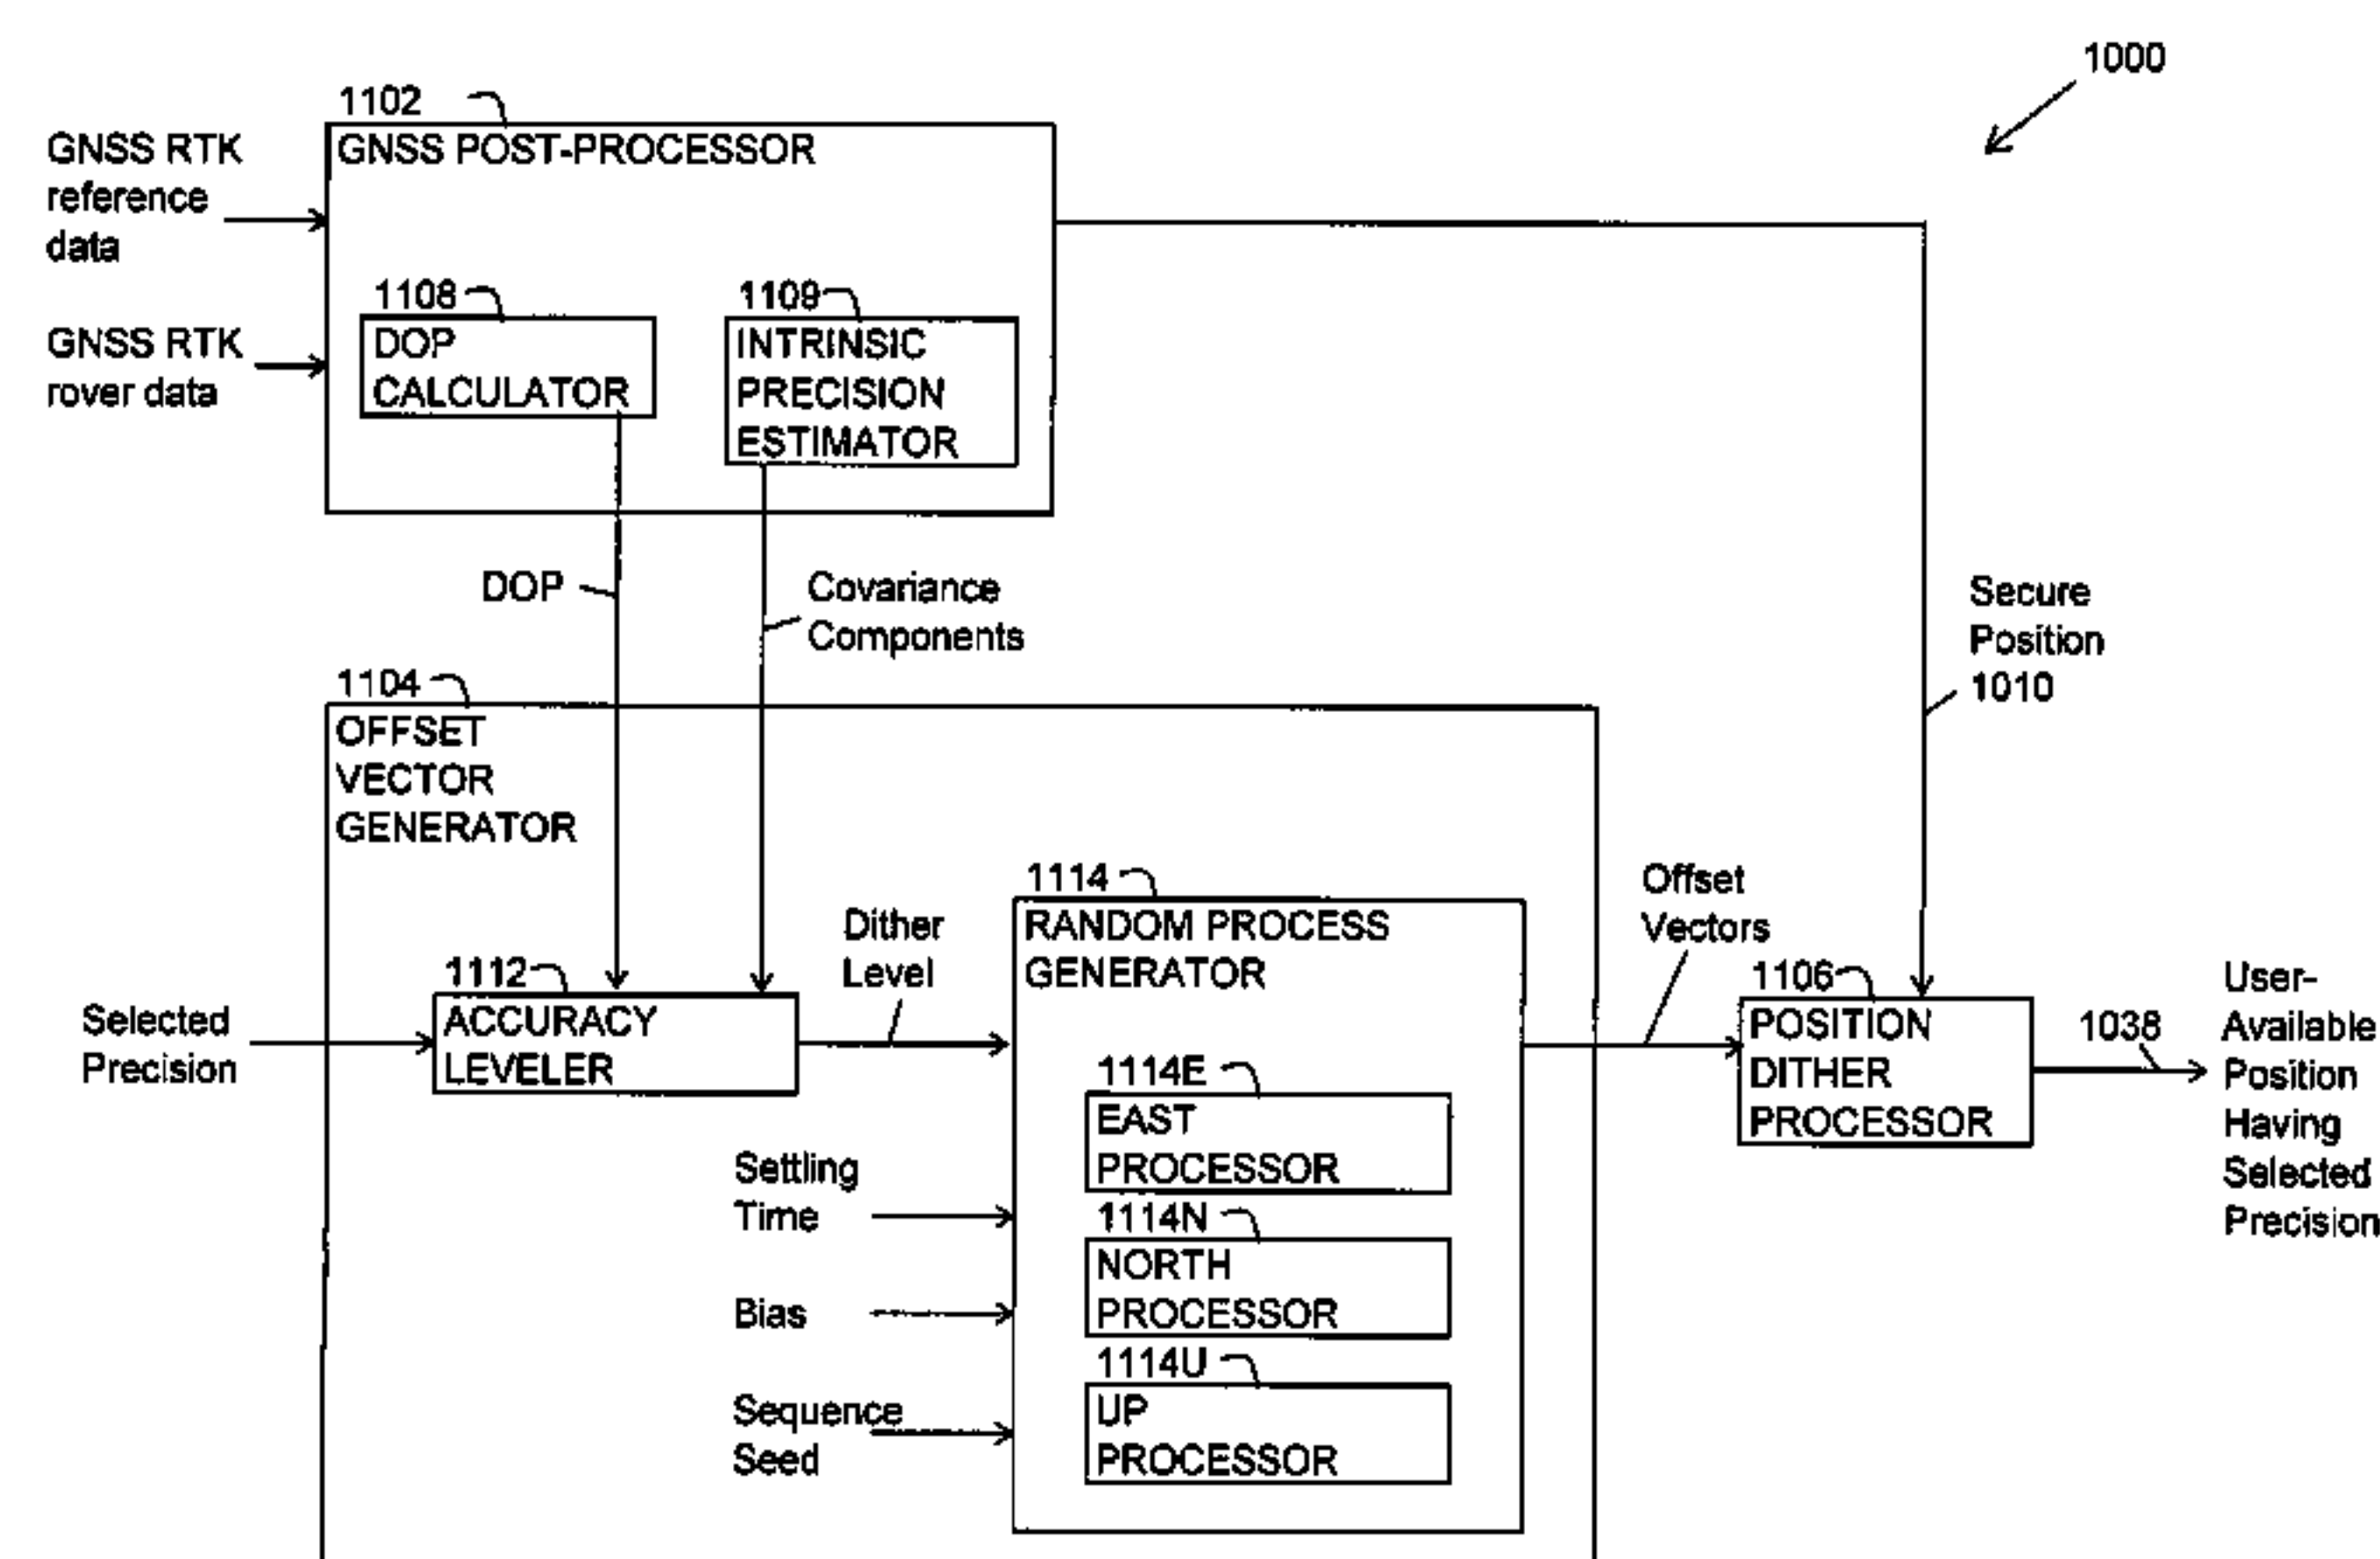 1000
1102
GNSS POST-PROCESSOR
GNSS RTK
reference
data
GNSS RTK
rover data
1108
DOP
CALCULATOR
1109
INTRINSIC
PRECISION
ESTIMATOR
DOP
Covariance
Components
Secure
Position
1010
1104
OFFSET
VECTOR
GENERATOR
Selected
Precision
1112
ACCURACY
LEVELER
Dither
Level
1114
RANDOM PROCESS
GENERATOR
1114E
EAST
PROCESSOR
1114N
NORTH
PROCESSOR
1114U
UP
PROCESSOR
Settling
Time
Bias
Sequence
Seed
Offset
Vectors
1106
POSITION
DITHER
PROCESSOR
1038
User-
Available
Position
Having
Selected
Precision